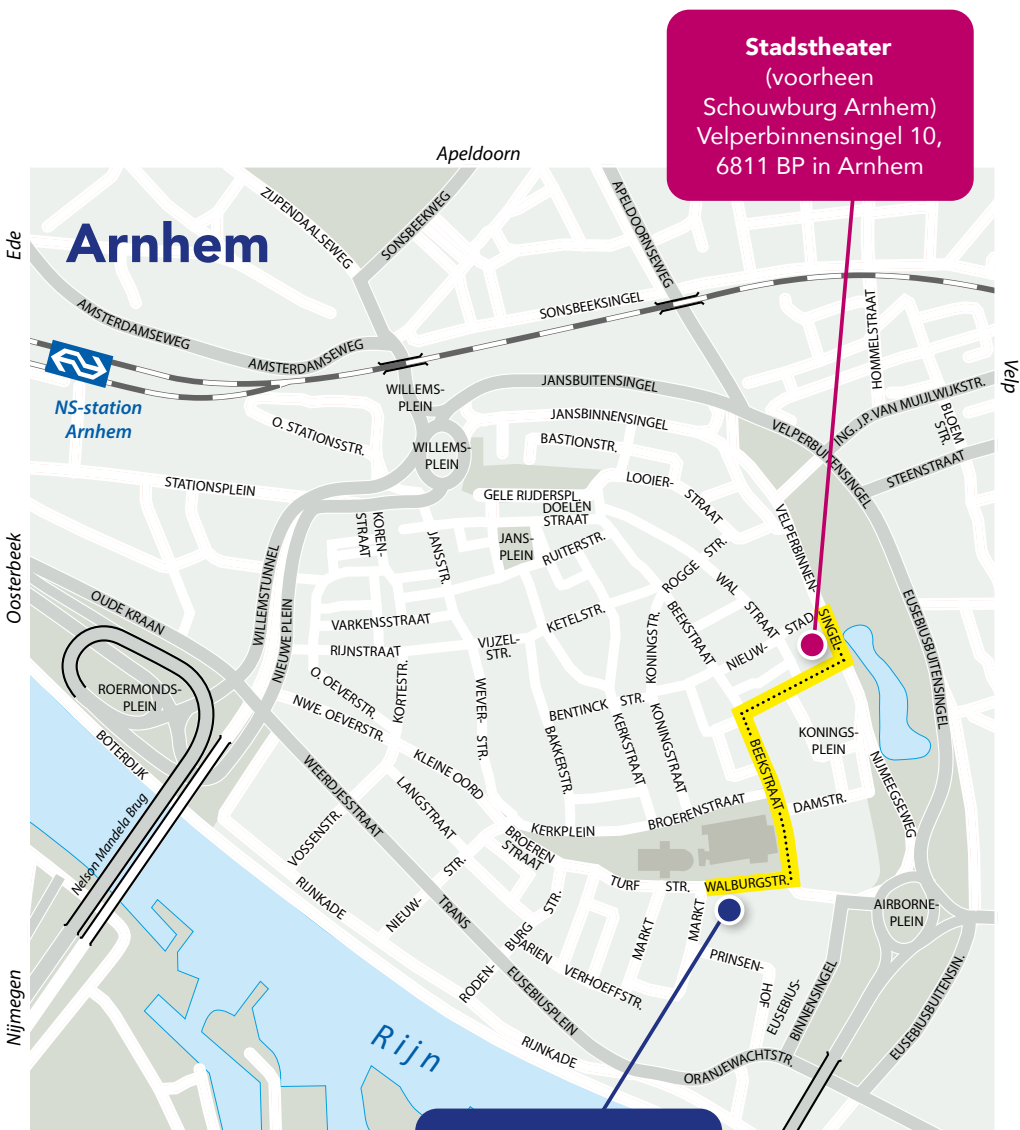 Stadstheater
(voorheen
Schouwburg Arnhem)
Velperbinnensingel 10,
6811 BP in Arnhem
Apeldoorn
Arnhem
Ede
Velp
Oosterbeek
Nijmegen
ZIJPENDAALSEWEG
SONSBEEKWEG
APELDOORNSEWEG
SONSBEEKSINGEL
AMSTERDAMSEWEG
AMSTERDAMSEWEG
HOMMELSTRAAT
NS-station
Arnhem
WILLEMS-
PLEIN
JANSBUITENSINGEL
ING. J.P. VAN MUIJLWIJKSTR.
BLOEM
STR.
O. STATIONSSTR.
WILLEMS-
PLEIN
JANSBINNENSINGEL
BASTIONSTR.
VELPERBUITENSINGEL
STEENSTRAAT
STATIONSPLEIN
GELE RIJDERSPL.
DOELEN
STRAAT
LOOIER-
STRAAT
VELPERBINNEN-
SINGEL
KOREN-
STRAAT
JANSSTR.
JANS-
PLEIN
RUITERSTR.
ROGGE STR.
WAL
STRAAT
OUDE KRAAN
WILLEMSTUNNEL
NIEUWE PLEIN
VARKENSSTRAAT
RIJNSTRAAT
VIJZEL-
STR.
KETELSTR.
KONINGSTR.
BEEKSTRAAT
NIEUW-
STAD
EUSEBIUSBUITENSINGEL
ROERMONDS-
PLEIN
O. OEVERSTR.
NWE. OEVERSTR.
KORTESTR.
WEVER-
STR.
BENTINCK STR.
BAKKERSTR.
KERKSTRAAT
KONINGSTRAAT
BEEKSTRAAT
KONINGS-
PLEIN
NIJMEEGSEWEG
BOTERDIJK
Nelson Mandela Brug
WEERDJESSTRAAT
KLEINE OORD
LANGSTRAAT
KERKPLEIN
BROERENSTRAAT
DAMSTR.
VOSSENSTR.
BROEREN
STRAAT
TURF STR.
WALBURGSTR.
AIRBORNE-
PLEIN
RIJNKADE
NIEUW-
STR.
TRANS
BURG
STR.
RODEN-
ARIEN
VERHOEFFSTR.
MARKT
MARKT
PRINSEN-
HOF
EUSEBIUSPLEIN
EUSEBIUS-
BINNENSINGEL
EUSEBIUSBUITENSIN.
Rijn
RIJNKADE
ORANJEWACHTSTR.